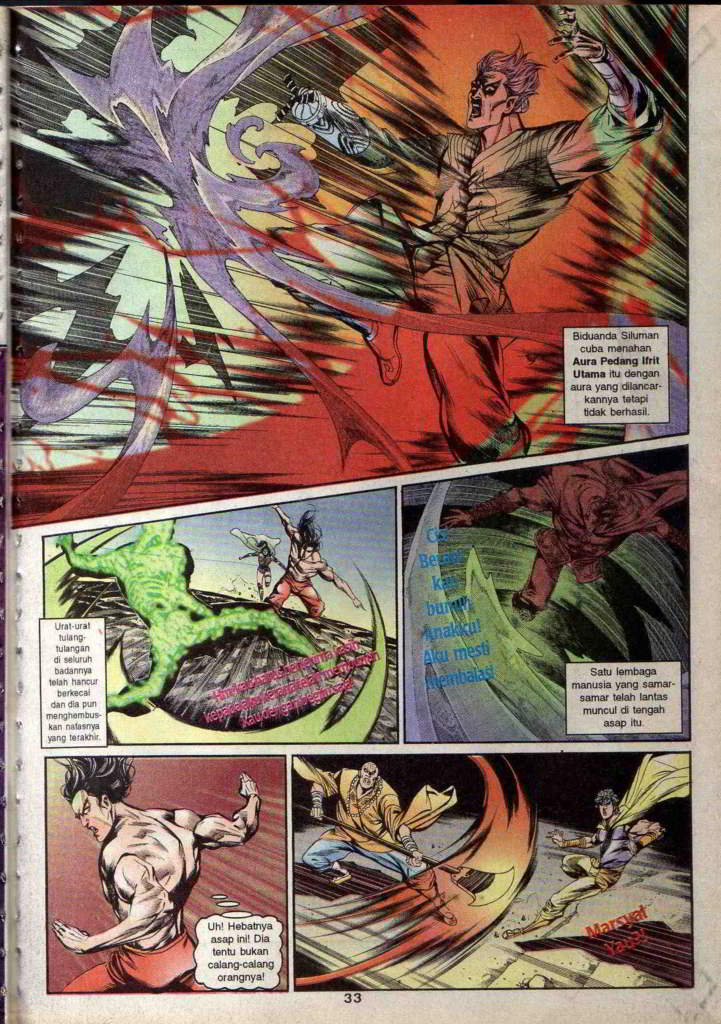 Biduanda Siluman
cuba menahan
Aura Pedang Ifrit
Utama itu dengan
aura yang dilancar-
kannya tetapi
tidak berhasil.
Urat-urat
tulang-
tulangan
di seluruh
badannya
telah hancur
berkecai
dan dia pun
menghembus-
kan nafasnya
yang terakhir.
Cis!
Berani
kau
bunuh
Anakku!
Aku mesti
membalas!
Satu lembaga
manusia yang samar-
samar telah lantas
muncul di tengah
asap itu.
Uh! Hebatnya
asap ini! Dia
tentu bukan
calang-calang
orangnya!
33